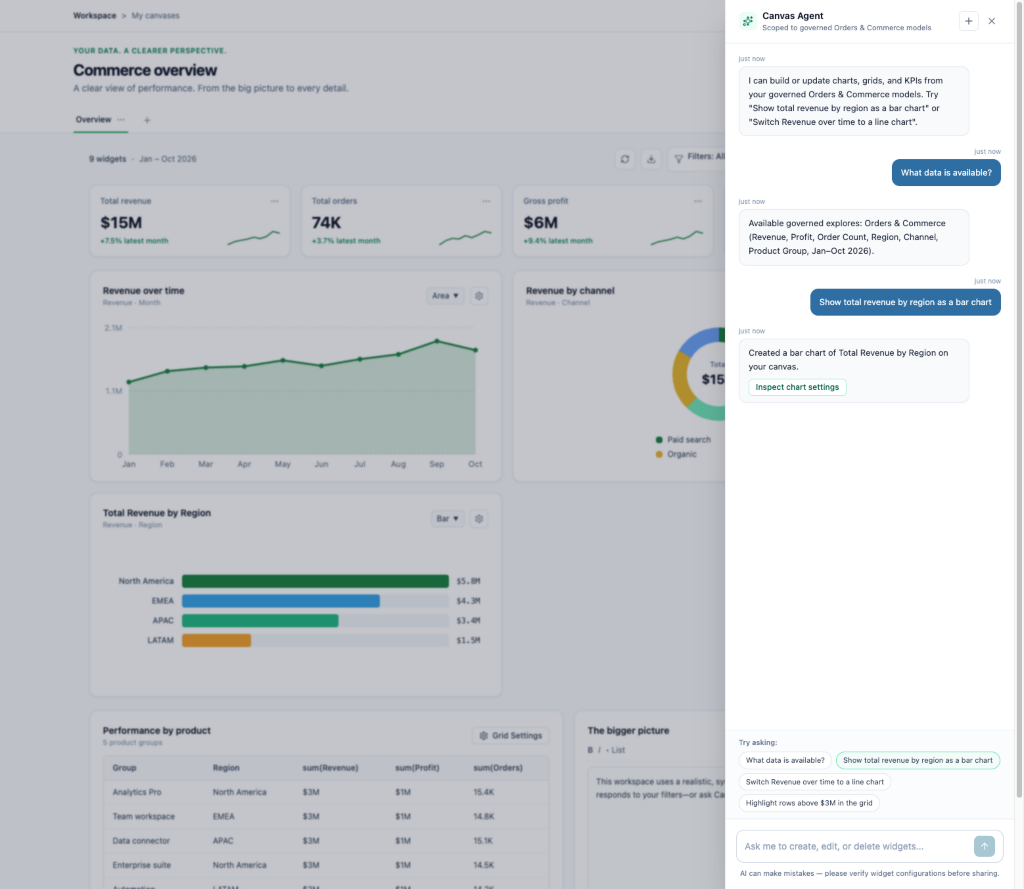 Workspace > My canvases
YOUR DATA. A CLEARER PERSPECTIVE.
Commerce overview
A clear view of performance. From the big picture to every detail.
Overview ··· +
9 widgets · Jan – Oct 2026
Filters: All
Total revenue ···
$15M
+7.5% latest month
Total orders ···
74K
+3.7% latest month
Gross profit ···
$6M
+9.4% latest month
Revenue over time
Revenue · Month
Area ▼
2.1M
1.1M
0
Jan Feb Mar Apr May Jun Jul Aug Sep Oct
Revenue by channel
Revenue · Channel
$15
Paid search
Organic
Total Revenue by Region
Revenue · Region
Bar ▼
North America $5.8M
EMEA $4.3M
APAC $3.4M
LATAM $1.5M
Performance by product
5 product groups
Grid Settings
Group Region sum(Revenue) sum(Profit) sum(Orders)
Analytics Pro North America $3M $1M 15.4K
Team workspace EMEA $3M $1M 14.8K
Data connector APAC $3M $1M 15.1K
Enterprise suite North America $3M $1M 14.5K
The bigger picture
B I • List
This workspace uses a realistic, sy
responds to your filters—or ask Ca
Canvas Agent
Scoped to governed Orders & Commerce models
+ ×
just now
I can build or update charts, grids, and KPIs from
your governed Orders & Commerce models. Try
"Show total revenue by region as a bar chart" or
"Switch Revenue over time to a line chart".
just now
What data is available?
just now
Available governed explores: Orders & Commerce
(Revenue, Profit, Order Count, Region, Channel,
Product Group, Jan–Oct 2026).
just now
Show total revenue by region as a bar chart
just now
Created a bar chart of Total Revenue by Region on
your canvas.
Inspect chart settings
Try asking:
What data is available?
Show total revenue by region as a bar chart
Switch Revenue over time to a line chart
Highlight rows above $3M in the grid
Ask me to create, edit, or delete widgets...
AI can make mistakes — please verify widget configurations before sharing.